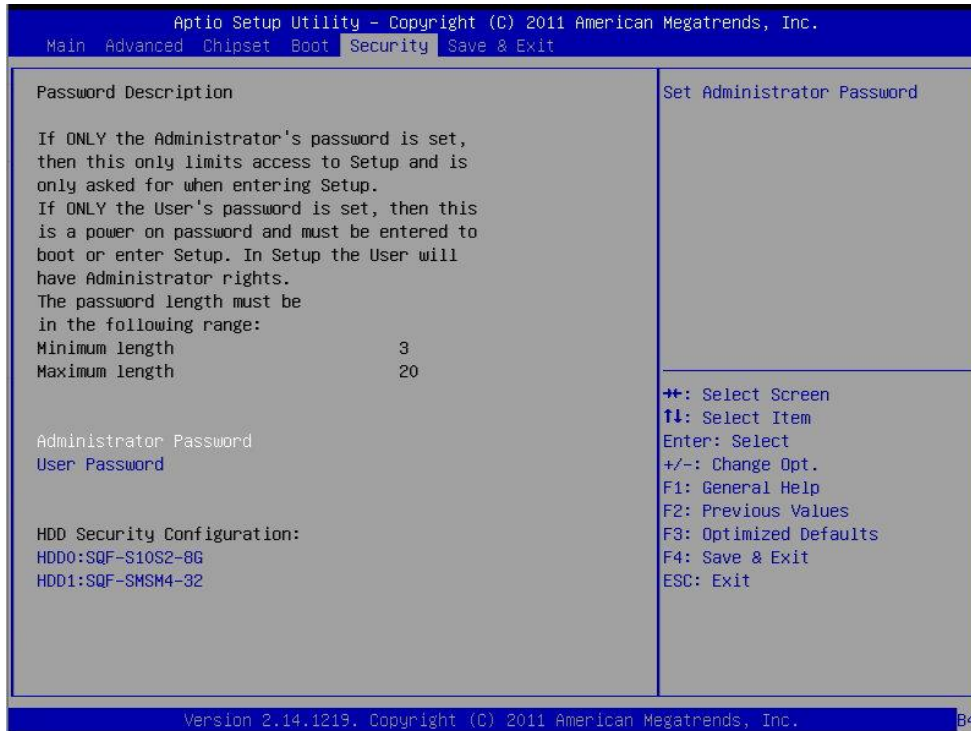 Aptio Setup Utility – Copyright (C) 2011 American Megatrends, Inc.
Main Advanced Chipset Boot Security Save & Exit
Password Description
If ONLY the Administrator's password is set,
then this only limits access to Setup and is
only asked for when entering Setup.
If ONLY the User's password is set, then this
is a power on password and must be entered to
boot or enter Setup. In Setup the User will
have Administrator rights.
The password length must be
in the following range:
Minimum length 3
Maximum length 20
Administrator Password
User Password
HDD Security Configuration:
HDD0:SQF-S10S2-8G
HDD1:SQF-SMSM4-32
Set Administrator Password
→←: Select Screen
↑↓: Select Item
Enter: Select
+/-: Change Opt.
F1: General Help
F2: Previous Values
F3: Optimized Defaults
F4: Save & Exit
ESC: Exit
Version 2.14.1219. Copyright (C) 2011 American Megatrends, Inc.